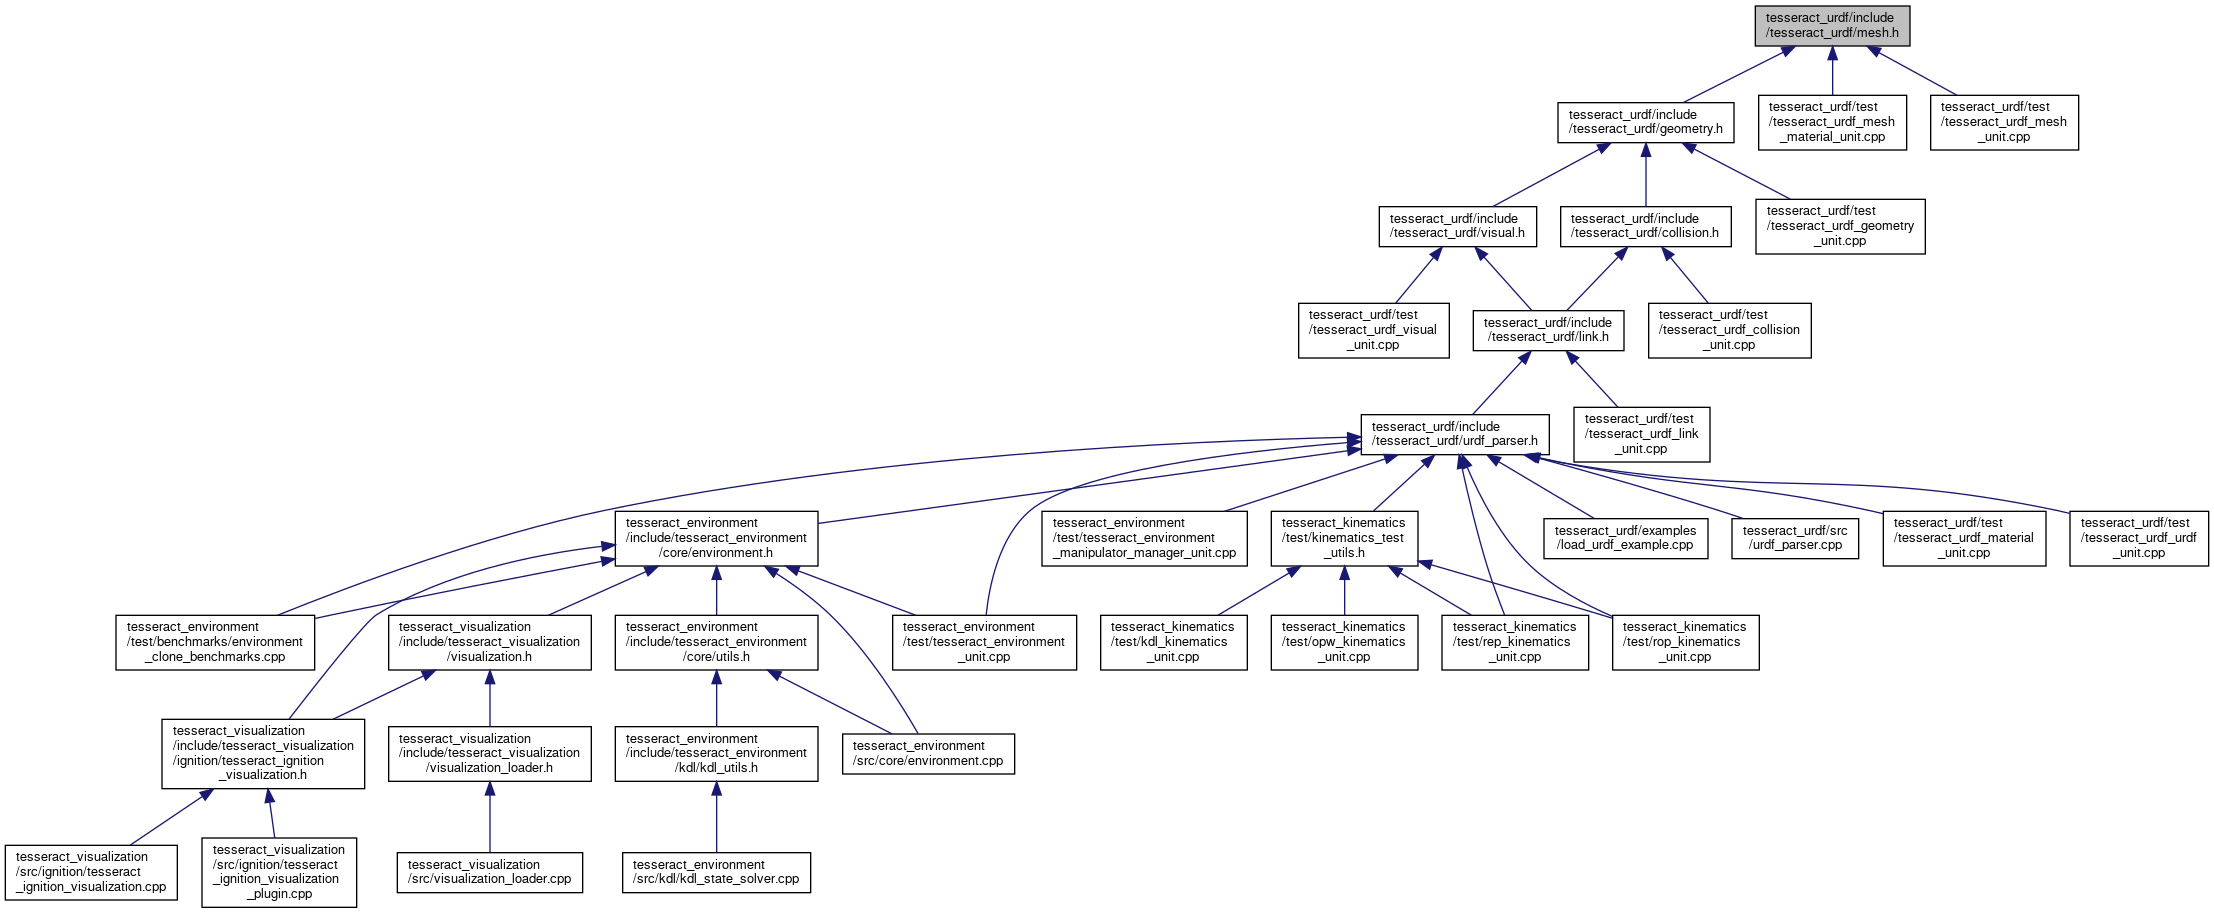 tesseract_urdf/include
/tesseract_urdf/mesh.h
tesseract_urdf/include
/tesseract_urdf/geometry.h
tesseract_urdf/test
/tesseract_urdf_mesh
_material_unit.cpp
tesseract_urdf/test
/tesseract_urdf_mesh
_unit.cpp
tesseract_urdf/include
/tesseract_urdf/visual.h
tesseract_urdf/include
/tesseract_urdf/collision.h
tesseract_urdf/test
/tesseract_urdf_geometry
_unit.cpp
tesseract_urdf/test
/tesseract_urdf_visual
_unit.cpp
tesseract_urdf/include
/tesseract_urdf/link.h
tesseract_urdf/test
/tesseract_urdf_collision
_unit.cpp
tesseract_urdf/include
/tesseract_urdf/urdf_parser.h
tesseract_urdf/test
/tesseract_urdf_link
_unit.cpp
tesseract_environment
/include/tesseract_environment
/core/environment.h
tesseract_environment
/test/tesseract_environment
_manipulator_manager_unit.cpp
tesseract_kinematics
/test/kinematics_test
_utils.h
tesseract_urdf/examples
/load_urdf_example.cpp
tesseract_urdf/src
/urdf_parser.cpp
tesseract_urdf/test
/tesseract_urdf_material
_unit.cpp
tesseract_urdf/test
/tesseract_urdf_urdf
_unit.cpp
tesseract_environment
/test/benchmarks/environment
_clone_benchmarks.cpp
tesseract_visualization
/include/tesseract_visualization
/visualization.h
tesseract_environment
/include/tesseract_environment
/core/utils.h
tesseract_environment
/test/tesseract_environment
_unit.cpp
tesseract_kinematics
/test/kdl_kinematics
_unit.cpp
tesseract_kinematics
/test/opw_kinematics
_unit.cpp
tesseract_kinematics
/test/rep_kinematics
_unit.cpp
tesseract_kinematics
/test/rop_kinematics
_unit.cpp
tesseract_visualization
/include/tesseract_visualization
/ignition/tesseract_ignition
_visualization.h
tesseract_visualization
/include/tesseract_visualization
/visualization_loader.h
tesseract_environment
/include/tesseract_environment
/kdl/kdl_utils.h
tesseract_environment
/src/core/environment.cpp
tesseract_visualization
/src/ignition/tesseract
_ignition_visualization.cpp
tesseract_visualization
/src/ignition/tesseract
_ignition_visualization
_plugin.cpp
tesseract_visualization
/src/visualization_loader.cpp
tesseract_environment
/src/kdl/kdl_state_solver.cpp